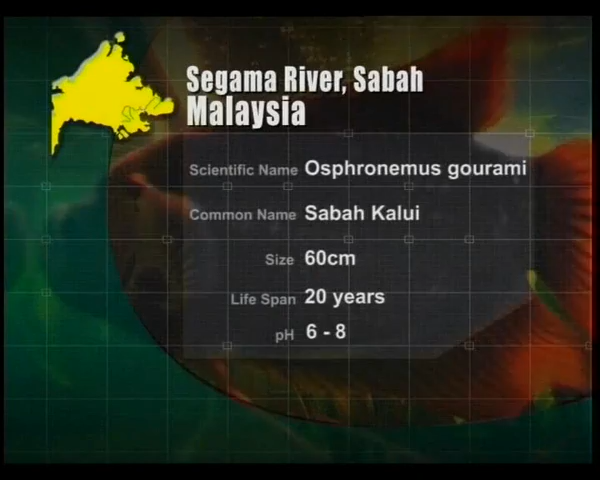 Segama River, Sabah
Malaysia
Scientific Name Osphronemus gourami
Common Name Sabah Kalui
Size 60cm
Life Span 20 years
pH 6 - 8